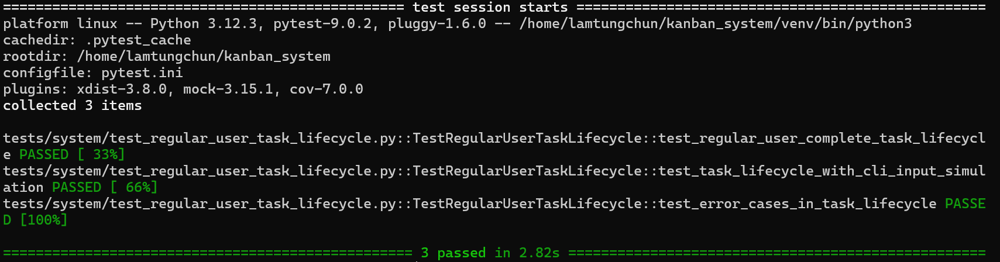 ================================================= test session starts ==================================================
platform linux -- Python 3.12.3, pytest-9.0.2, pluggy-1.6.0 -- /home/lamtungchun/kanban_system/venv/bin/python3
cachedir: .pytest_cache
rootdir: /home/lamtungchun/kanban_system
configfile: pytest.ini
plugins: xdist-3.8.0, mock-3.15.1, cov-7.0.0
collected 3 items

tests/system/test_regular_user_task_lifecycle.py::TestRegularUserTaskLifecycle::test_regular_user_complete_task_lifecycl
e PASSED [ 33%]
tests/system/test_regular_user_task_lifecycle.py::TestRegularUserTaskLifecycle::test_task_lifecycle_with_cli_input_simul
ation PASSED [ 66%]
tests/system/test_regular_user_task_lifecycle.py::TestRegularUserTaskLifecycle::test_error_cases_in_task_lifecycle PASSE
D [100%]

================================================== 3 passed in 2.82s ===================================================